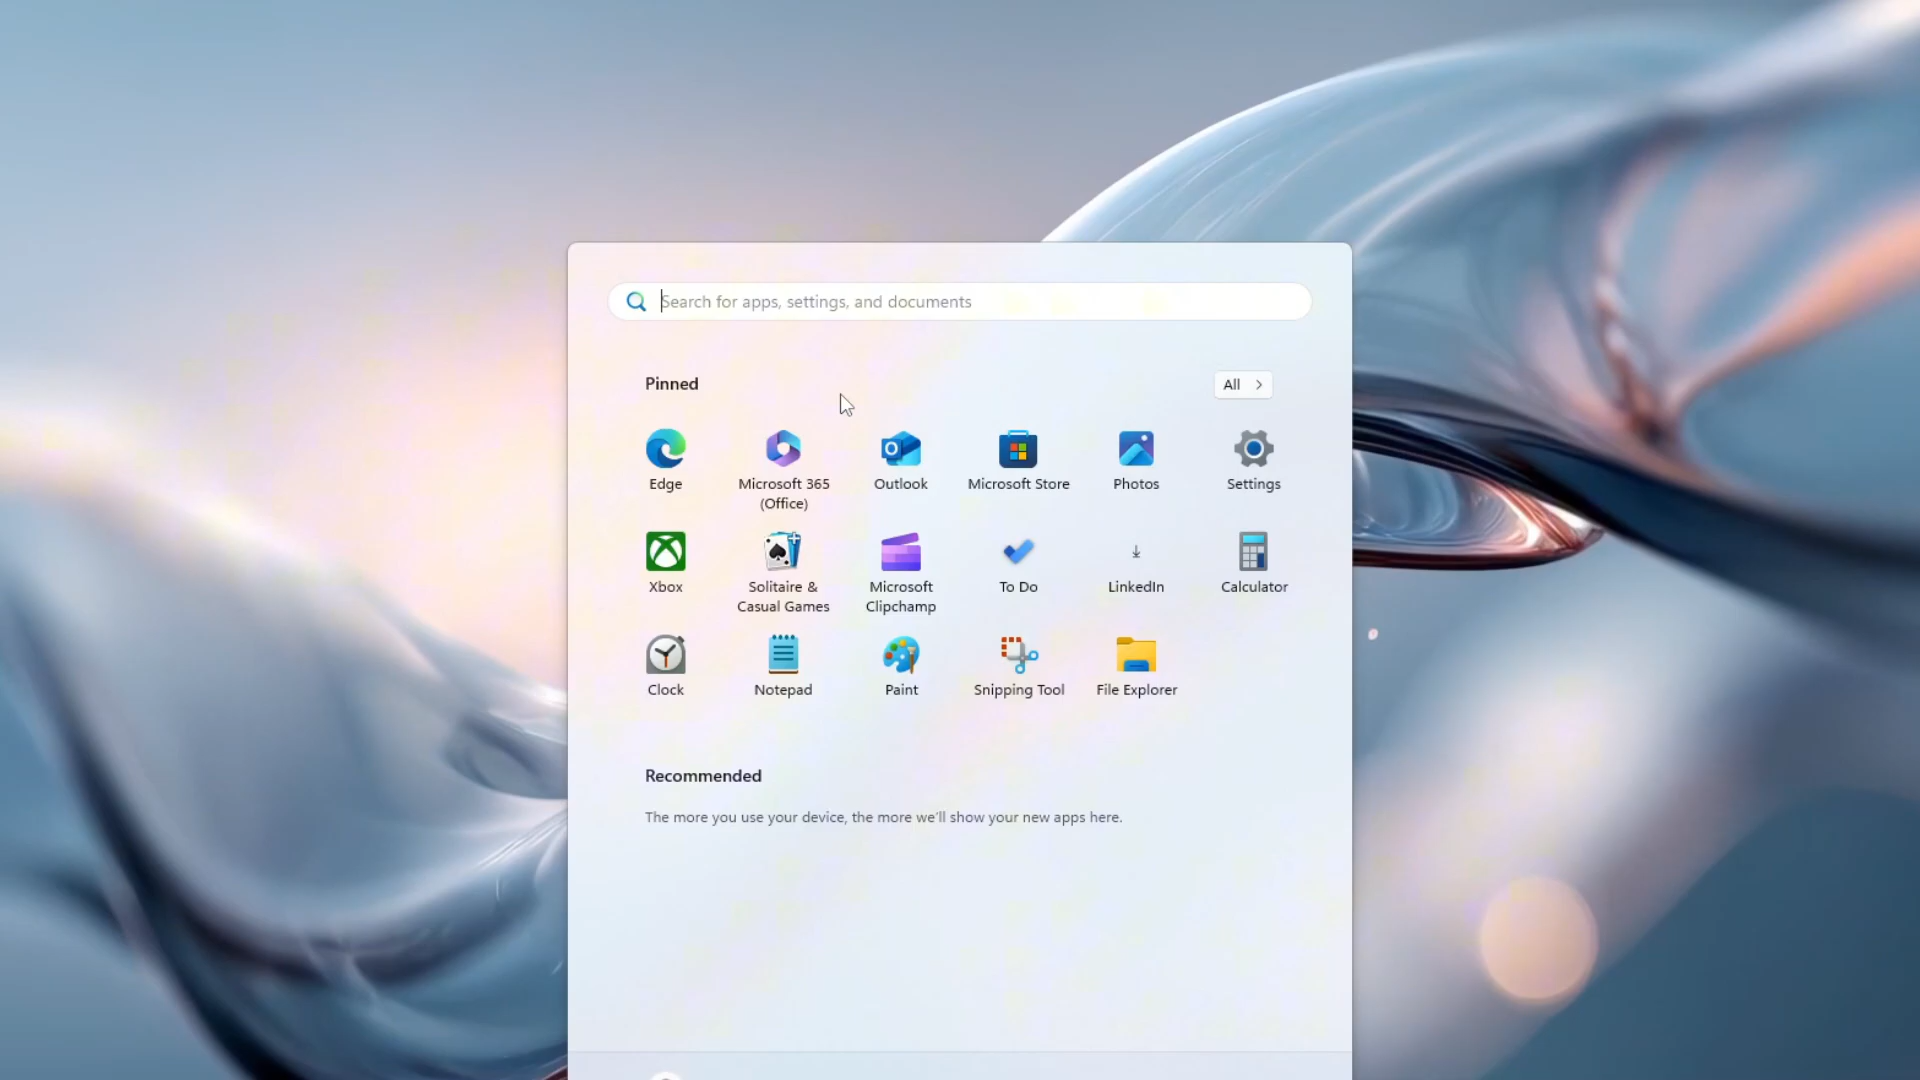 Search for apps, settings, and documents
Pinned
All
Edge
Microsoft 365
(Office)
Outlook
Microsoft Store
Photos
Settings
Xbox
Solitaire &
Casual Games
Microsoft
Clipchamp
To Do
LinkedIn
Calculator
Clock
Notepad
Paint
Snipping Tool
File Explorer
Recommended
The more you use your device, the more we'll show your new apps here.